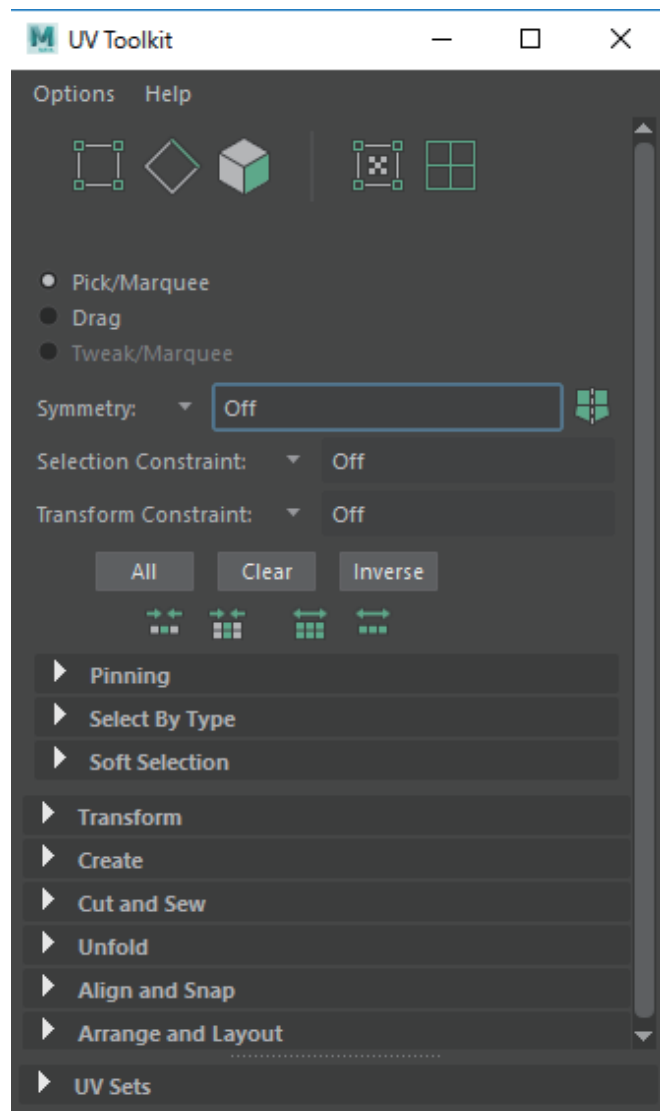 UV Toolkit
Options Help
Pick/Marquee
Drag
Tweak/Marquee
Symmetry: Off
Selection Constraint: Off
Transform Constraint: Off
All Clear Inverse
Pinning
Select By Type
Soft Selection
Transform
Create
Cut and Sew
Unfold
Align and Snap
Arrange and Layout
UV Sets